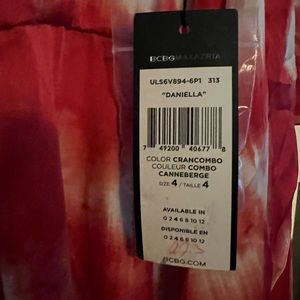 BCBGMAXAZRIA
ULS6V894-6P1 313
"DANIELLA"
7 49200 40677 8
COLOR CRANCOMBO
COULEUR COMBO
CANNEBERGE
SIZE 4 / TAILLE 4
AVAILABLE IN
0 2 4 6 8 10 12
DISPONIBLE EN
0 2 4 6 8 10 12
BCBG.COM